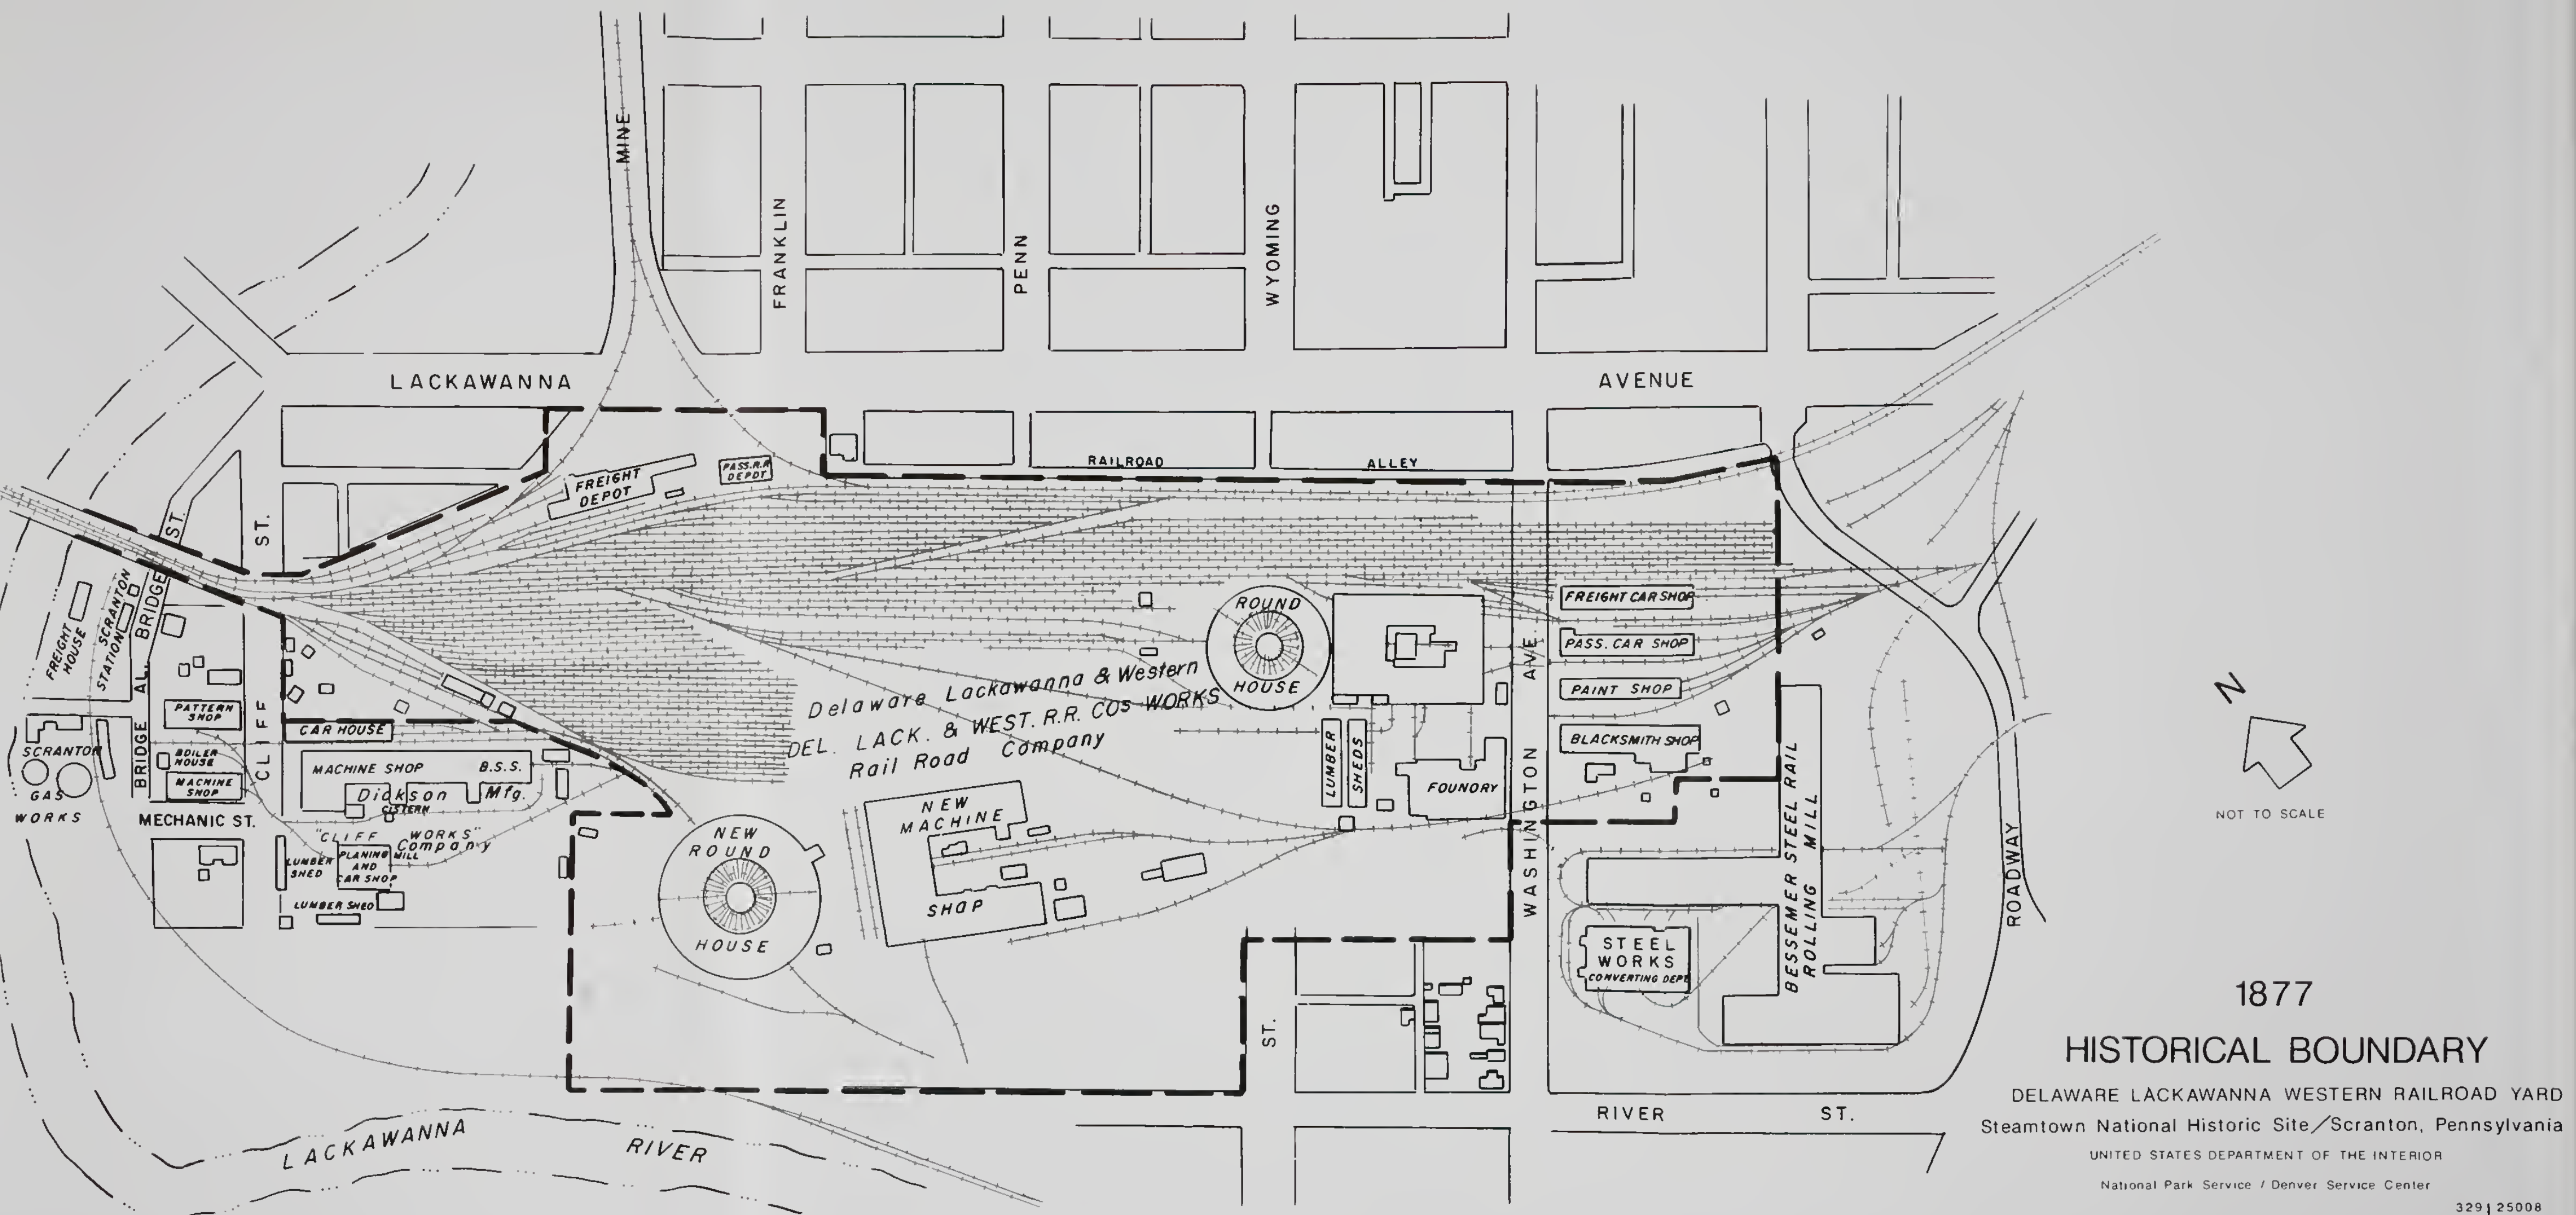 MINE
FRANKLIN
PENN
WYOMING
LACKAWANNA
AVENUE
RAILROAD
ALLEY
FREIGHT
DEPOT
PASS.R.R
DEPOT
ST.
ST.
BRIDGE
FREIGHT
HOUSE
SCRANTON
STATION
BRIDGE AL.
CLIFF
PATTERN
SHOP
CAR HOUSE
SCRANTON
GAS
WORKS
BOILER
HOUSE
MACHINE
SHOP
MACHINE SHOP
B.S.S.
Dickson Mfg.
CISTERN
MECHANIC ST.
"CLIFF WORKS"
Company
LUMBER
SHED
PLANING MILL
AND
CAR SHOP
LUMBER SHED
ROUND
HOUSE
Delaware Lackawanna & Western
DEL. LACK. & WEST. R.R. COs WORKS
Rail Road Company
LUMBER
SHEDS
FOUNDRY
WASHINGTON AVE.
FREIGHT CAR SHOP
PASS. CAR SHOP
PAINT SHOP
BLACKSMITH SHOP
NEW
MACHINE
SHOP
NEW
ROUND
HOUSE
BESSEMER STEEL RAIL
ROLLING MILL
STEEL
WORKS
CONVERTING DEPT
ROADWAY
ST.
RIVER ST.
LACKAWANNA RIVER
N
NOT TO SCALE
1877
HISTORICAL BOUNDARY
DELAWARE LACKAWANNA WESTERN RAILROAD YARD
Steamtown National Historic Site/Scranton, Pennsylvania
UNITED STATES DEPARTMENT OF THE INTERIOR
National Park Service / Denver Service Center
329|25008